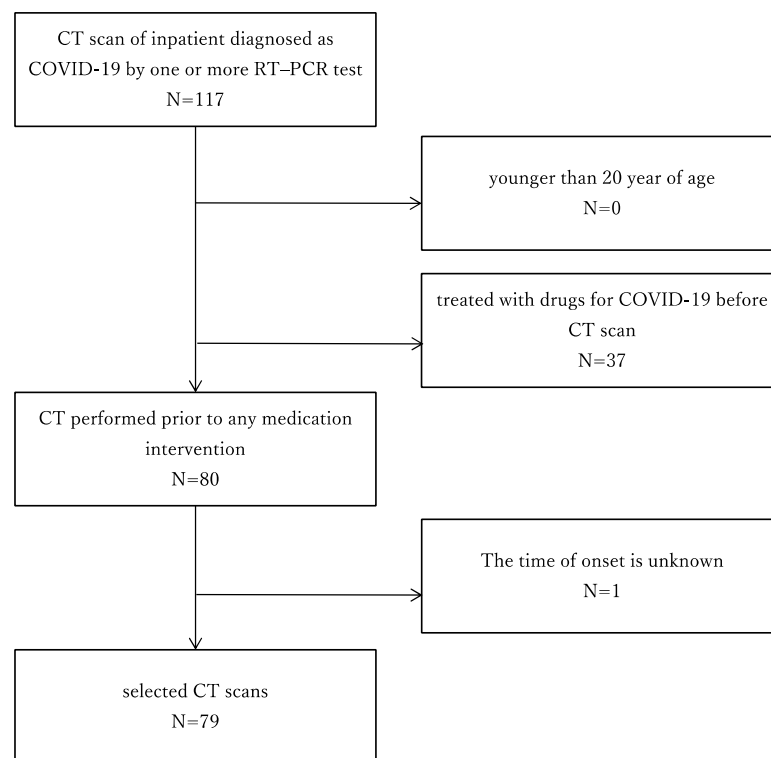 CT scan of inpatient diagnosed as
COVID-19 by one or more RT–PCR test
N=117
younger than 20 year of age
N=0
treated with drugs for COVID-19 before
CT scan
N=37
CT performed prior to any medication
intervention
N=80
The time of onset is unknown
N=1
selected CT scans
N=79